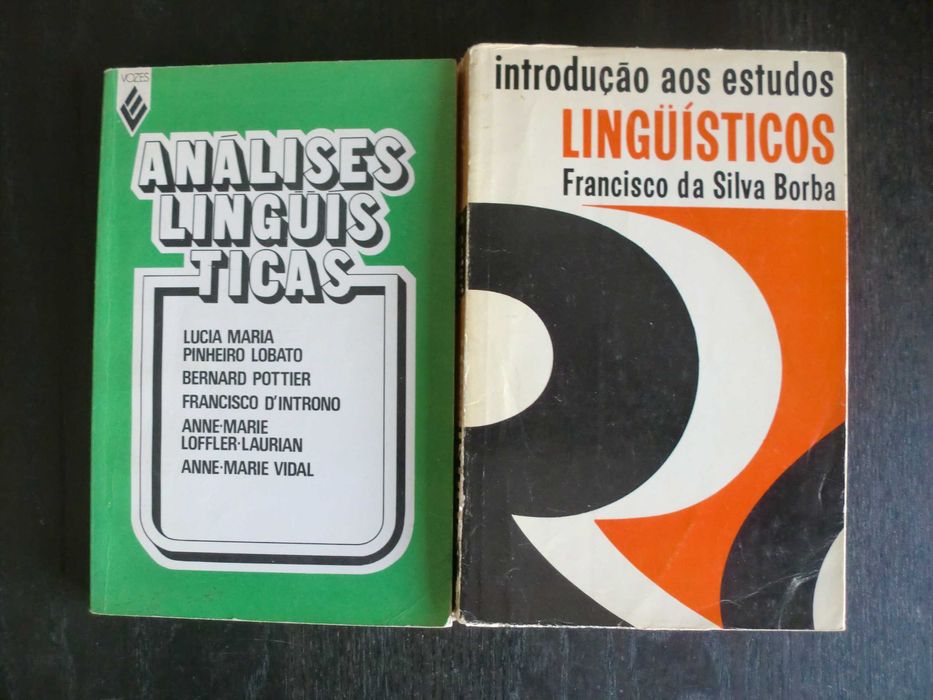 VOZES
ANÁLISES
LINGÜÍS
TICAS
LUCIA MARIA
PINHEIRO LOBATO
BERNARD POTTIER
FRANCISCO D'INTRONO
ANNE-MARIE
LOFFLER-LAURIAN
ANNE-MARIE VIDAL
introdução aos estudos
LINGÜÍSTICOS
Francisco da Silva Borba